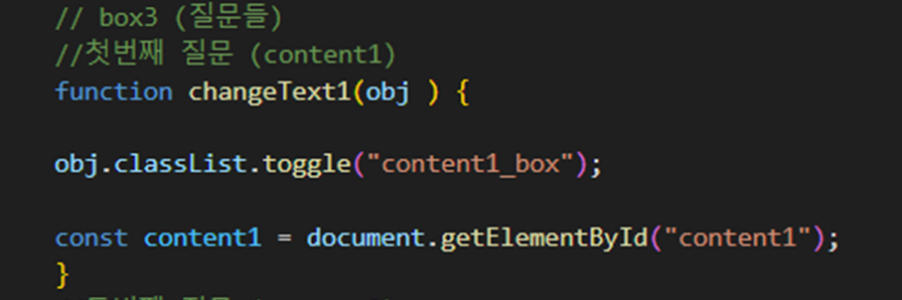 // box3 (질문들)
//첫번째 질문 (content1)
function changeText1(obj ) {
obj.classList.toggle("content1_box");
const content1 = document.getElementById("content1");
}